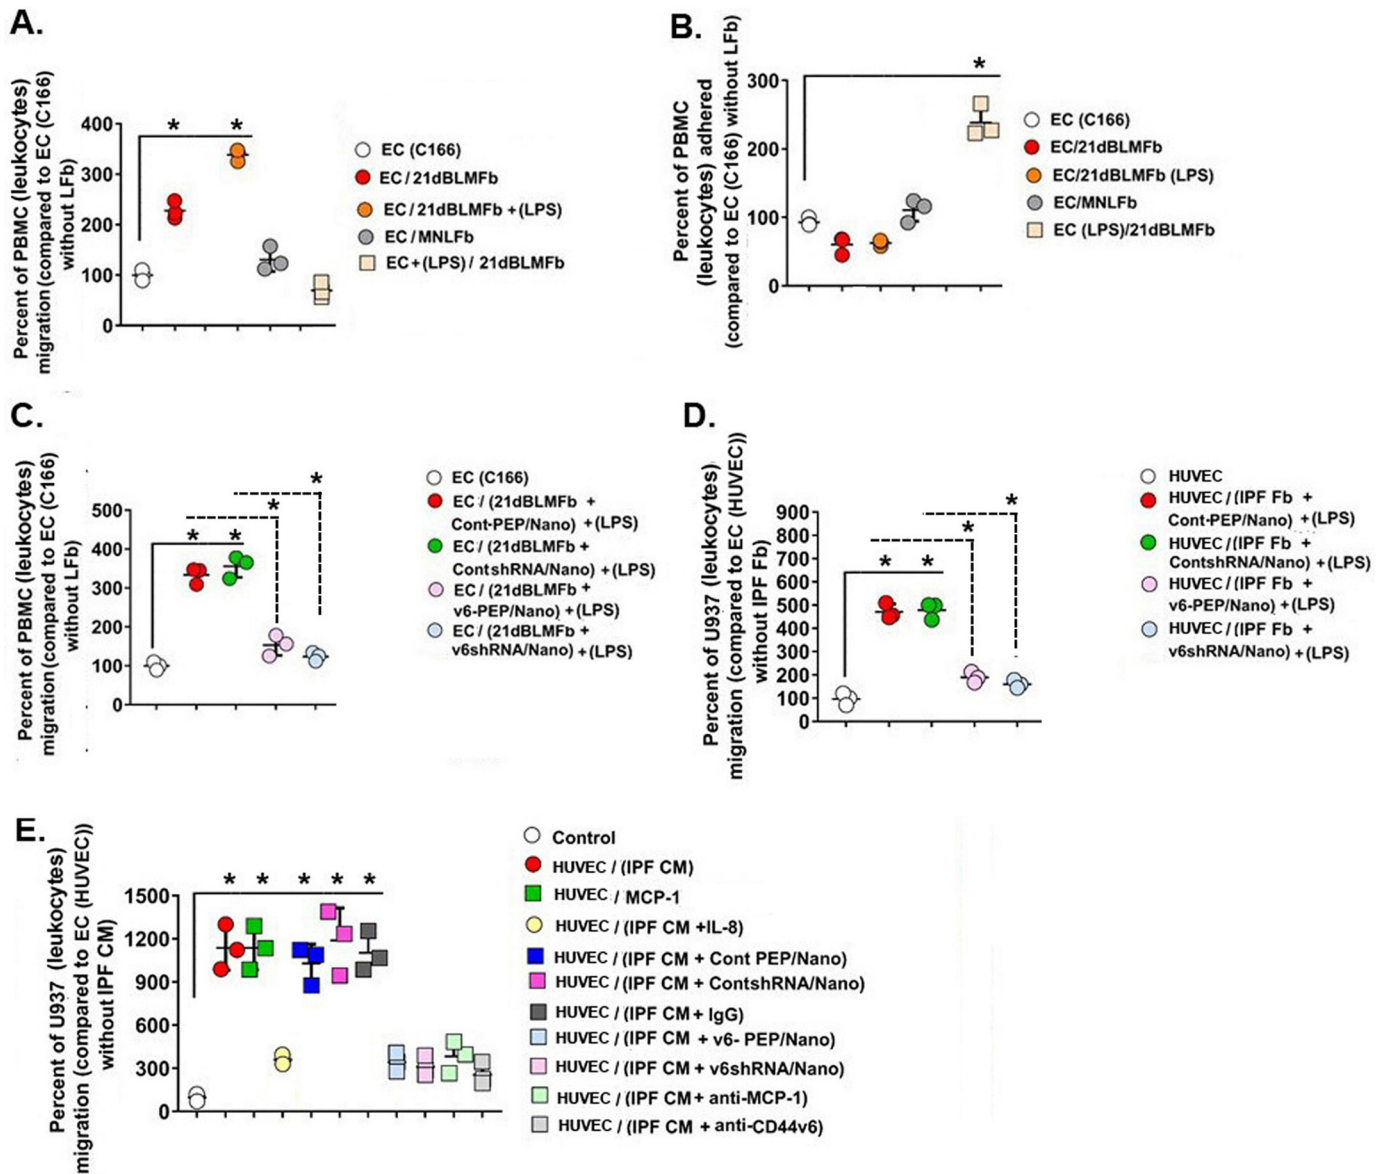 A.
Percent of PBMC (leukocytes)
migration (compared to EC (C166)
without LFb)
400
300
200
100
0
* *
EC (C166)
EC / 21dBLMFb
EC / 21dBLMFb +(LPS)
EC / MNLFb
EC+(LPS) / 21dBLMFb
B.
Percent of PBMC
(leukocytes) adhered
(compared to EC (C166) without LFb)
300
200
100
0
*
EC (C166)
EC/21dBLMFb
EC/21dBLMFb (LPS)
EC/MNLFb
EC (LPS)/21dBLMFb
C.
Percent of PBMC (leukocytes)
migration (compared to EC (C166)
without LFb)
500
400
300
200
100
0
* * * *
EC (C166)
EC / (21dBLMFb +
Cont-PEP/Nano) +(LPS)
EC / (21dBLMFb +
ContshRNA/Nano) +(LPS)
EC / (21dBLMFb +
v6-PEP/Nano) +(LPS)
EC / (21dBLMFb +
v6shRNA/Nano) +(LPS)
D.
Percent of U937 (leukocytes)
migration (compared to EC (HUVEC))
without IPF Fb)
900
800
700
600
500
400
300
200
100
0
* * * *
HUVEC
HUVEC / (IPF Fb +
Cont-PEP/Nano) +(LPS)
HUVEC / (IPF Fb +
ContshRNA/Nano) +(LPS)
HUVEC / (IPF Fb +
v6-PEP/Nano) +(LPS)
HUVEC / (IPF Fb +
v6shRNA/Nano) +(LPS)
E.
Percent of U937 (leukocytes)
migration (compared to EC (HUVEC))
without IPF CM)
1500
1200
900
600
300
0
* * * * *
Control
HUVEC / (IPF CM)
HUVEC / MCP-1
HUVEC / (IPF CM +IL-8)
HUVEC / (IPF CM + Cont PEP/Nano)
HUVEC / (IPF CM + ContshRNA/Nano)
HUVEC / (IPF CM + IgG)
HUVEC / (IPF CM + v6- PEP/Nano)
HUVEC / (IPF CM + v6shRNA/Nano)
HUVEC / (IPF CM + anti-MCP-1)
HUVEC / (IPF CM + anti-CD44v6)